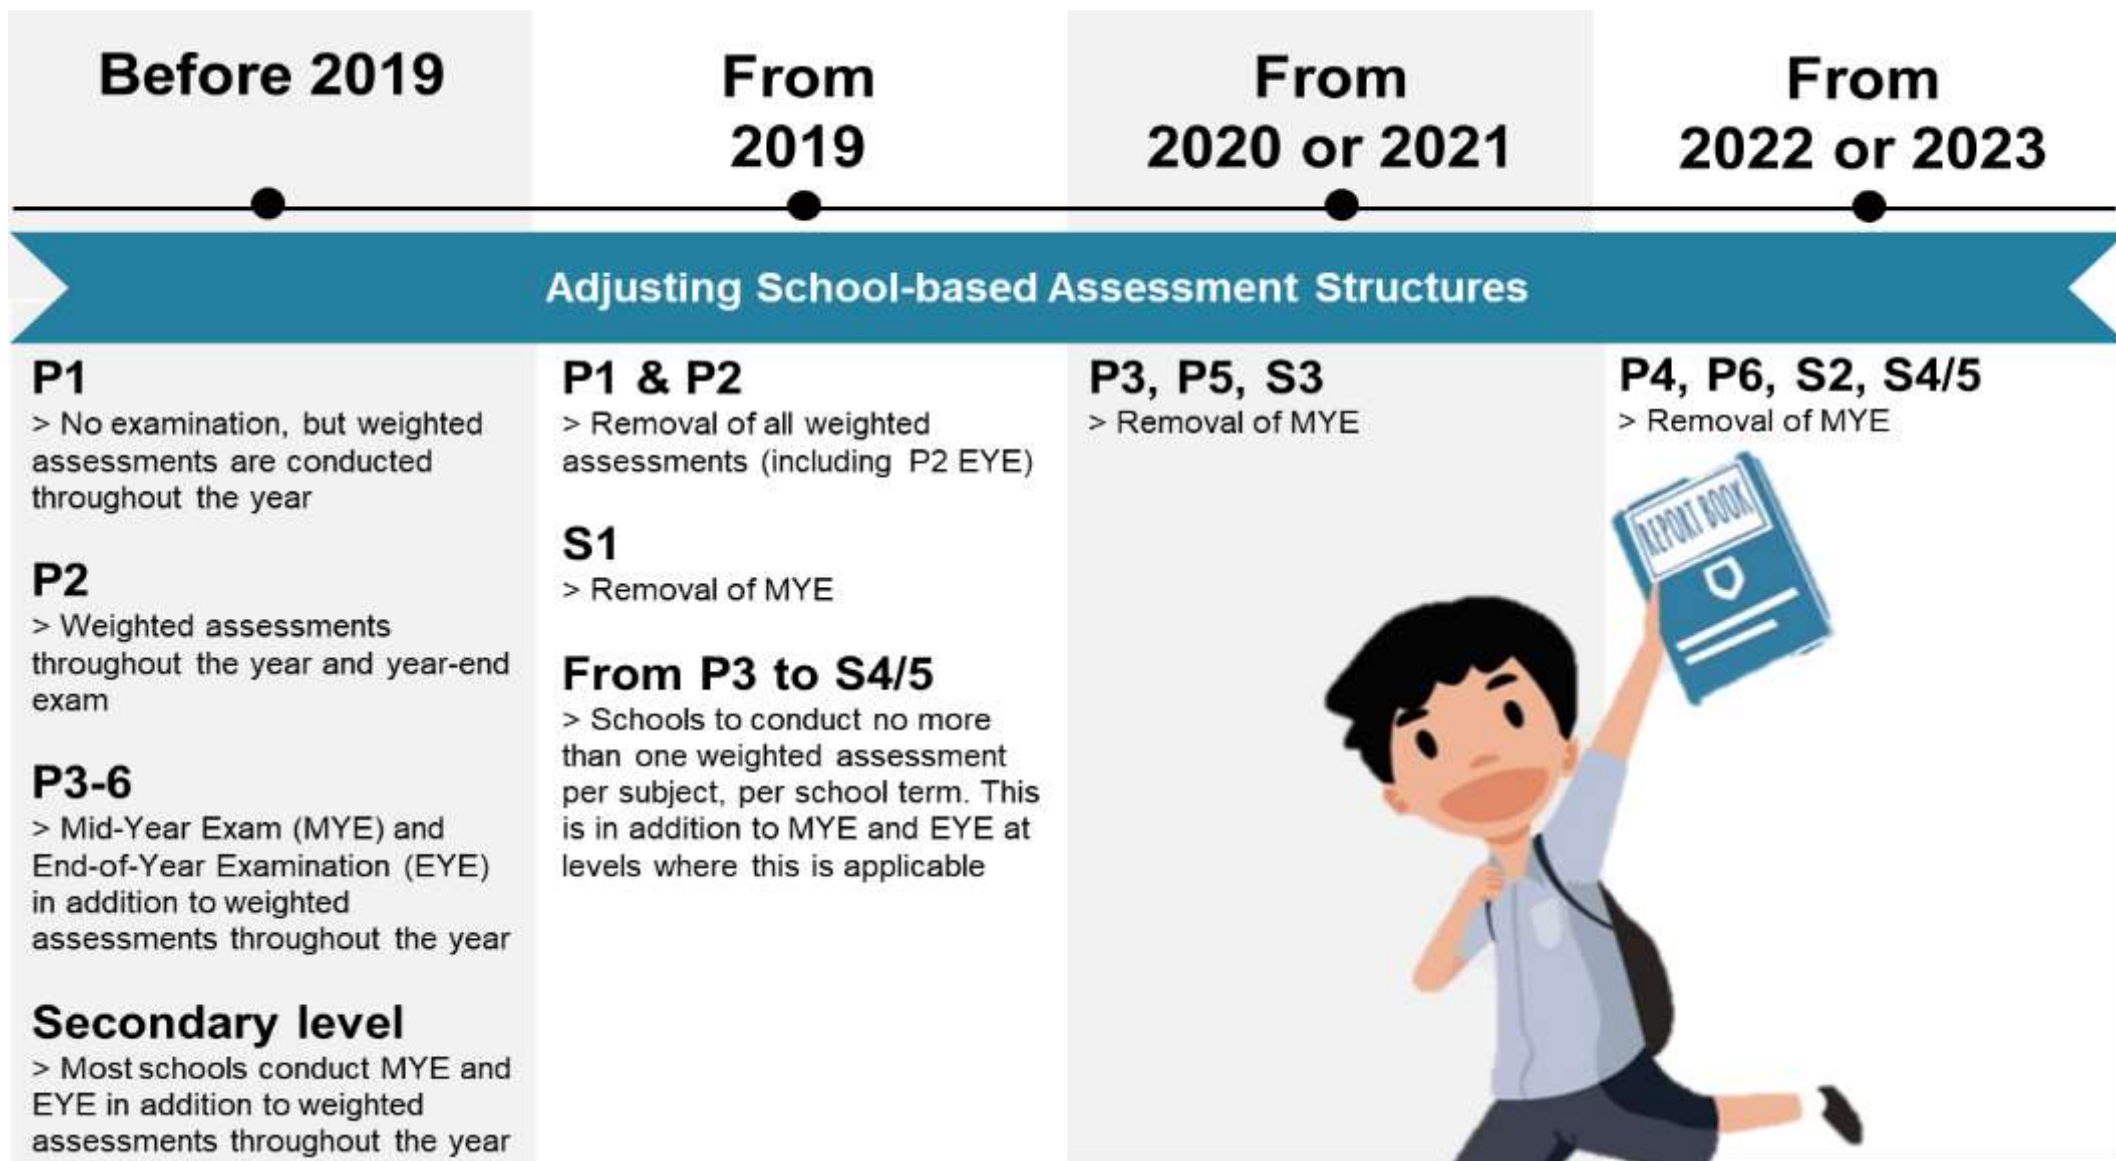 Before 2019
From
2019
From
2020 or 2021
From
2022 or 2023
Adjusting School-based Assessment Structures
P1
> No examination, but weighted
assessments are conducted
throughout the year
P2
> Weighted assessments
throughout the year and year-end
exam
P3-6
> Mid-Year Exam (MYE) and
End-of-Year Examination (EYE)
in addition to weighted
assessments throughout the year
Secondary level
> Most schools conduct MYE and
EYE in addition to weighted
assessments throughout the year
P1 & P2
> Removal of all weighted
assessments (including P2 EYE)
S1
> Removal of MYE
From P3 to S4/5
> Schools to conduct no more
than one weighted assessment
per subject, per school term. This
is in addition to MYE and EYE at
levels where this is applicable
P3, P5, S3
> Removal of MYE
P4, P6, S2, S4/5
> Removal of MYE
REPORT BOOK